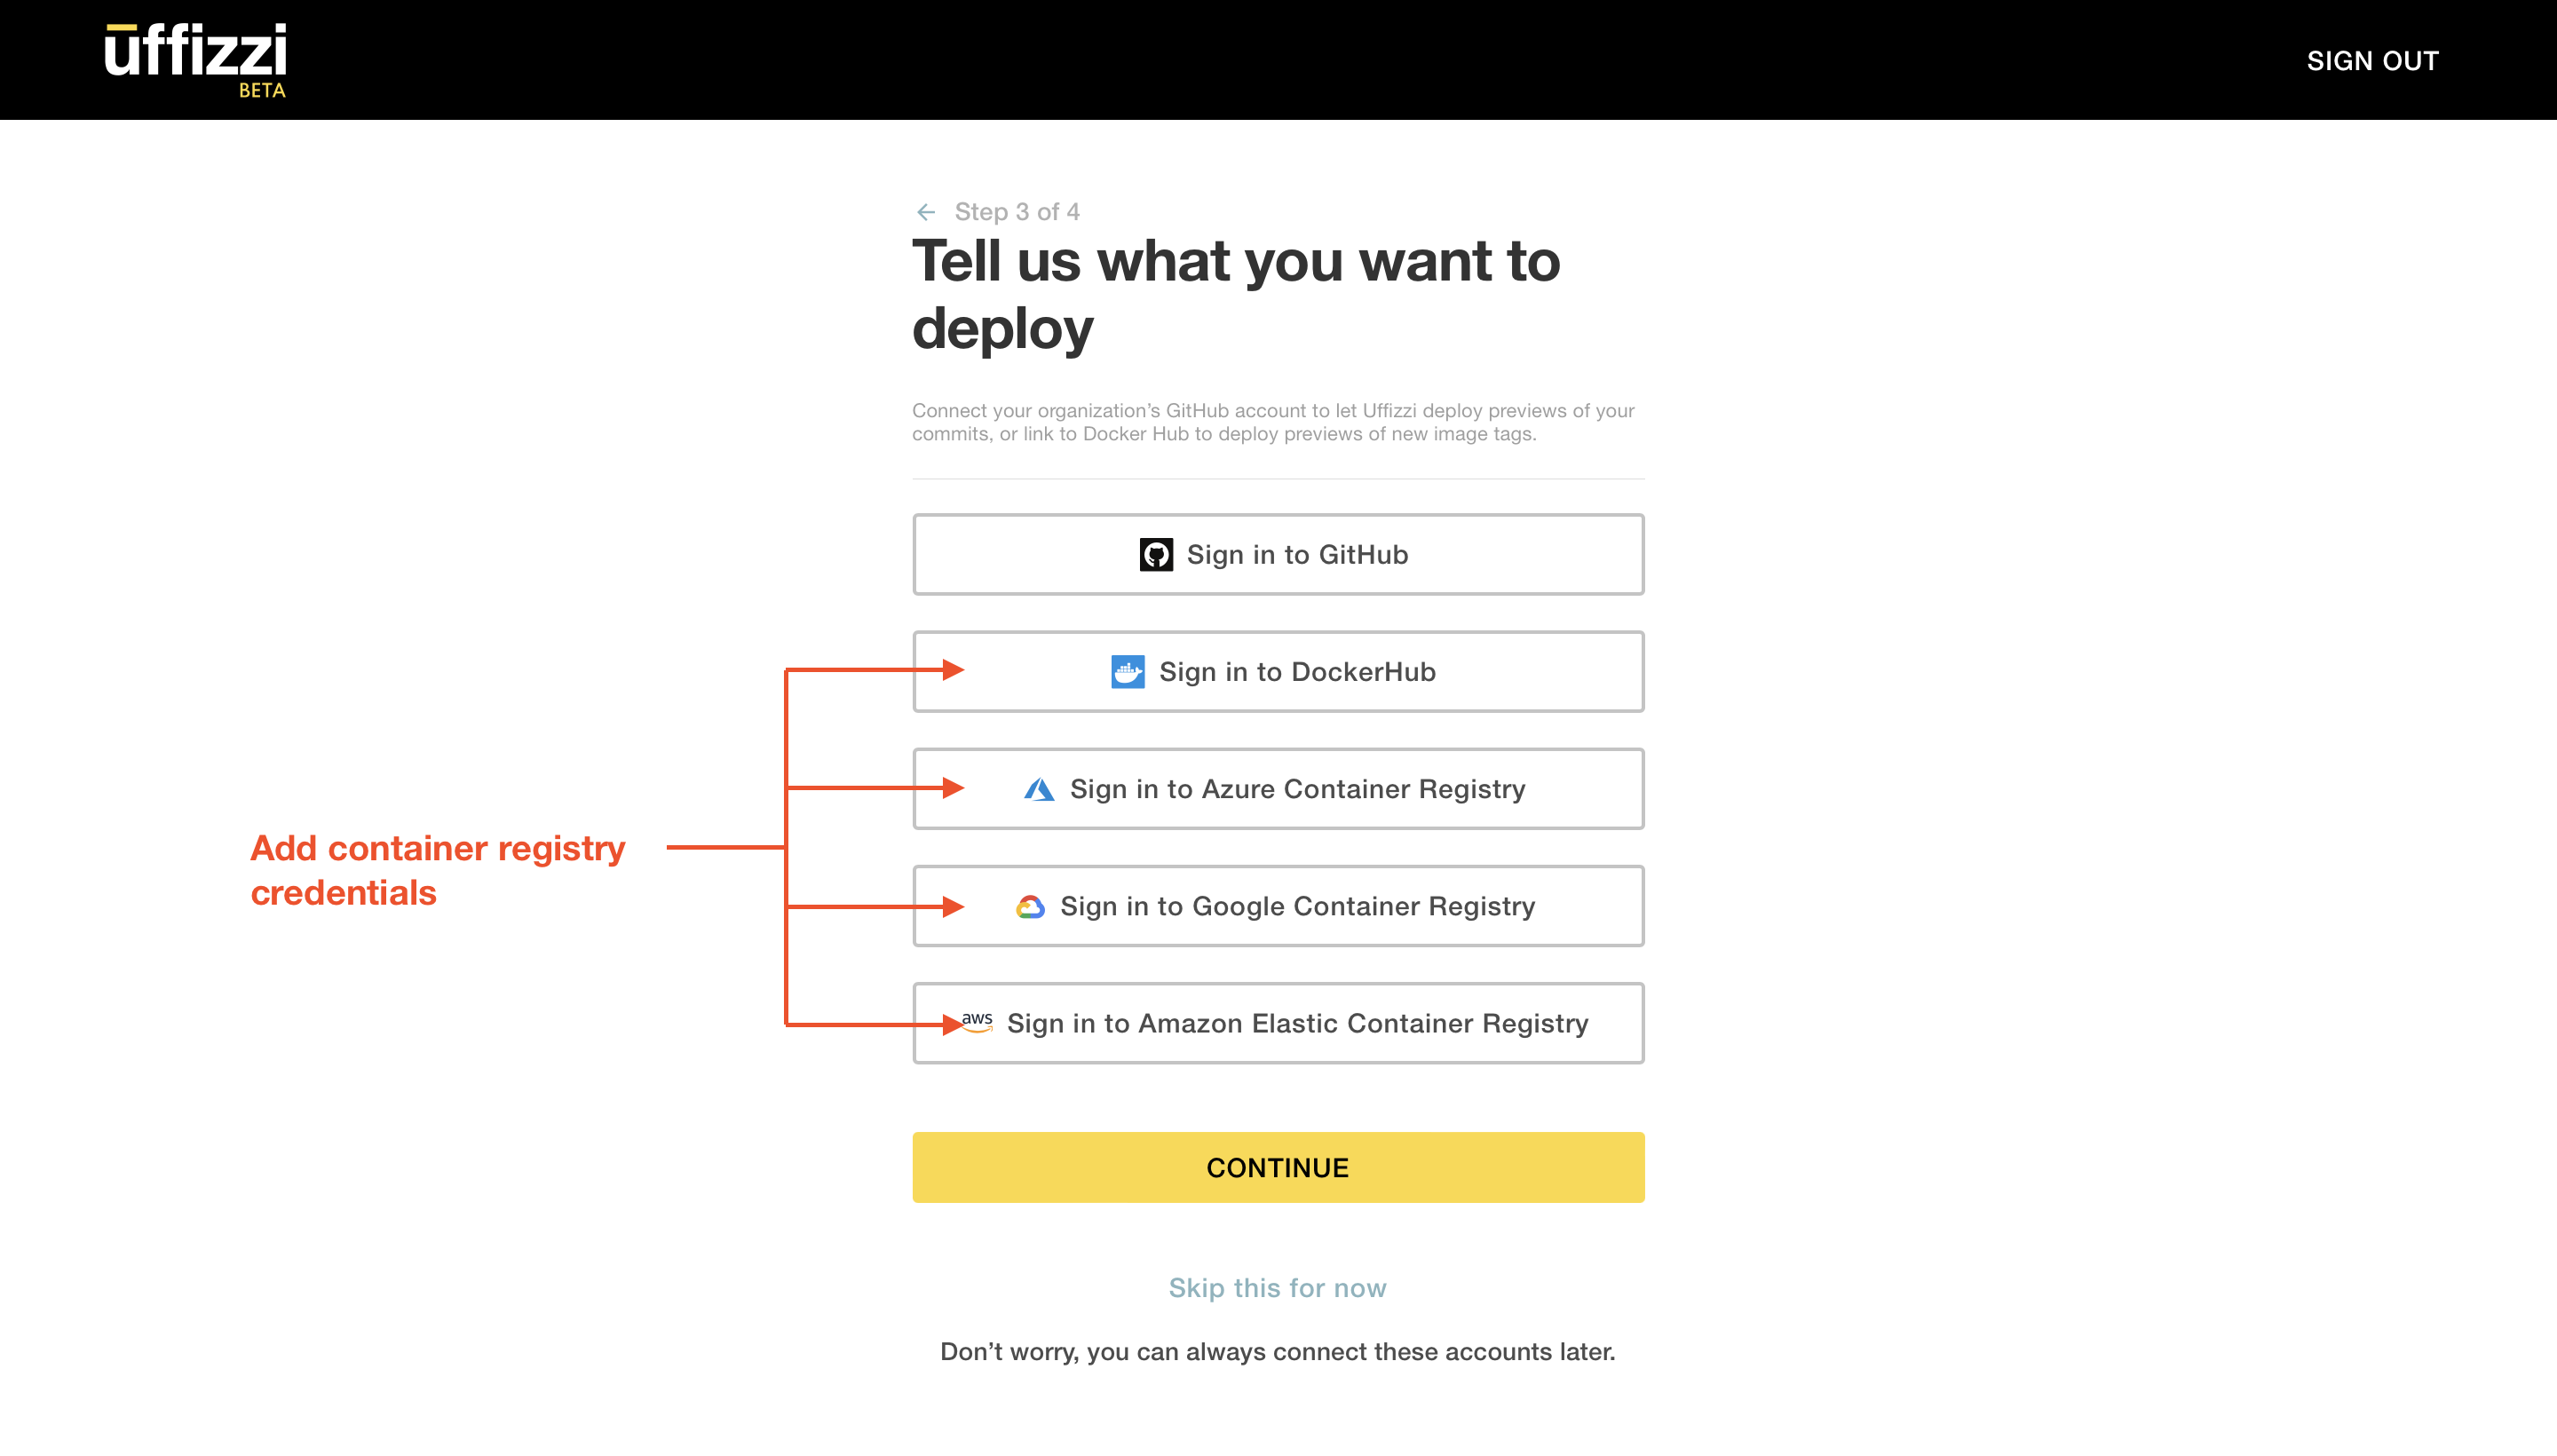 uffizzi
BETA
SIGN OUT
Step 3 of 4
Tell us what you want to
deploy
Connect your organization’s GitHub account to let Uffizzi deploy previews of your
commits, or link to Docker Hub to deploy previews of new image tags.
Sign in to GitHub
Sign in to DockerHub
Sign in to Azure Container Registry
Add container registry
credentials
Sign in to Google Container Registry
aws Sign in to Amazon Elastic Container Registry
CONTINUE
Skip this for now
Don’t worry, you can always connect these accounts later.